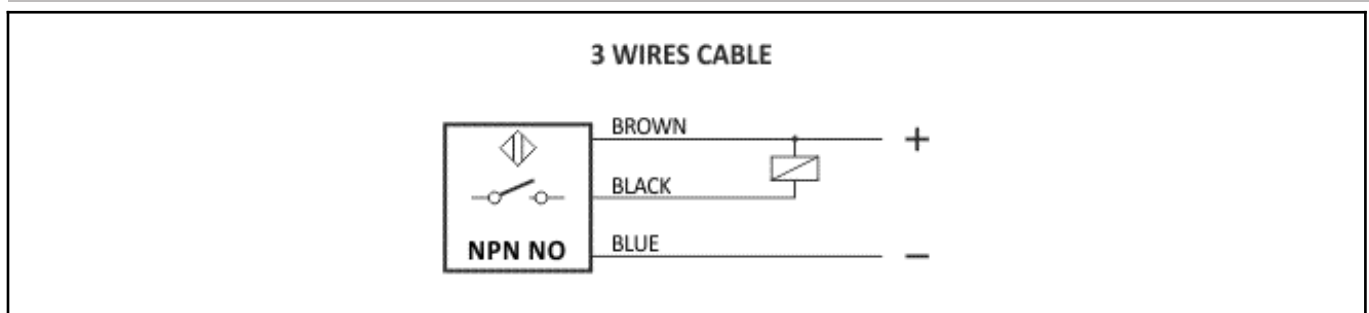 3 WIRES CABLE
BROWN
+
BLACK
NPN NO
BLUE
−